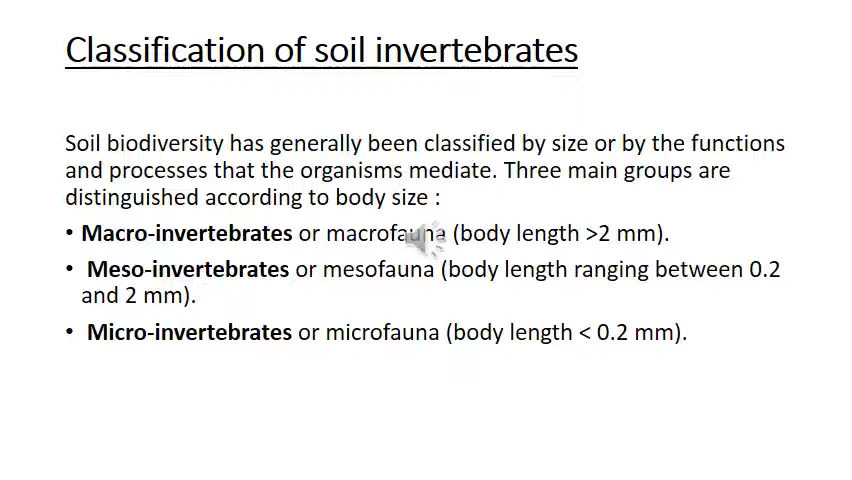 Classification of soil invertebrates
Soil biodiversity has generally been classified by size or by the functions
and processes that the organisms mediate. Three main groups are
distinguished according to body size :
• Macro-invertebrates or macrofauna (body length >2 mm).
• Meso-invertebrates or mesofauna (body length ranging between 0.2
and 2 mm).
• Micro-invertebrates or microfauna (body length < 0.2 mm).